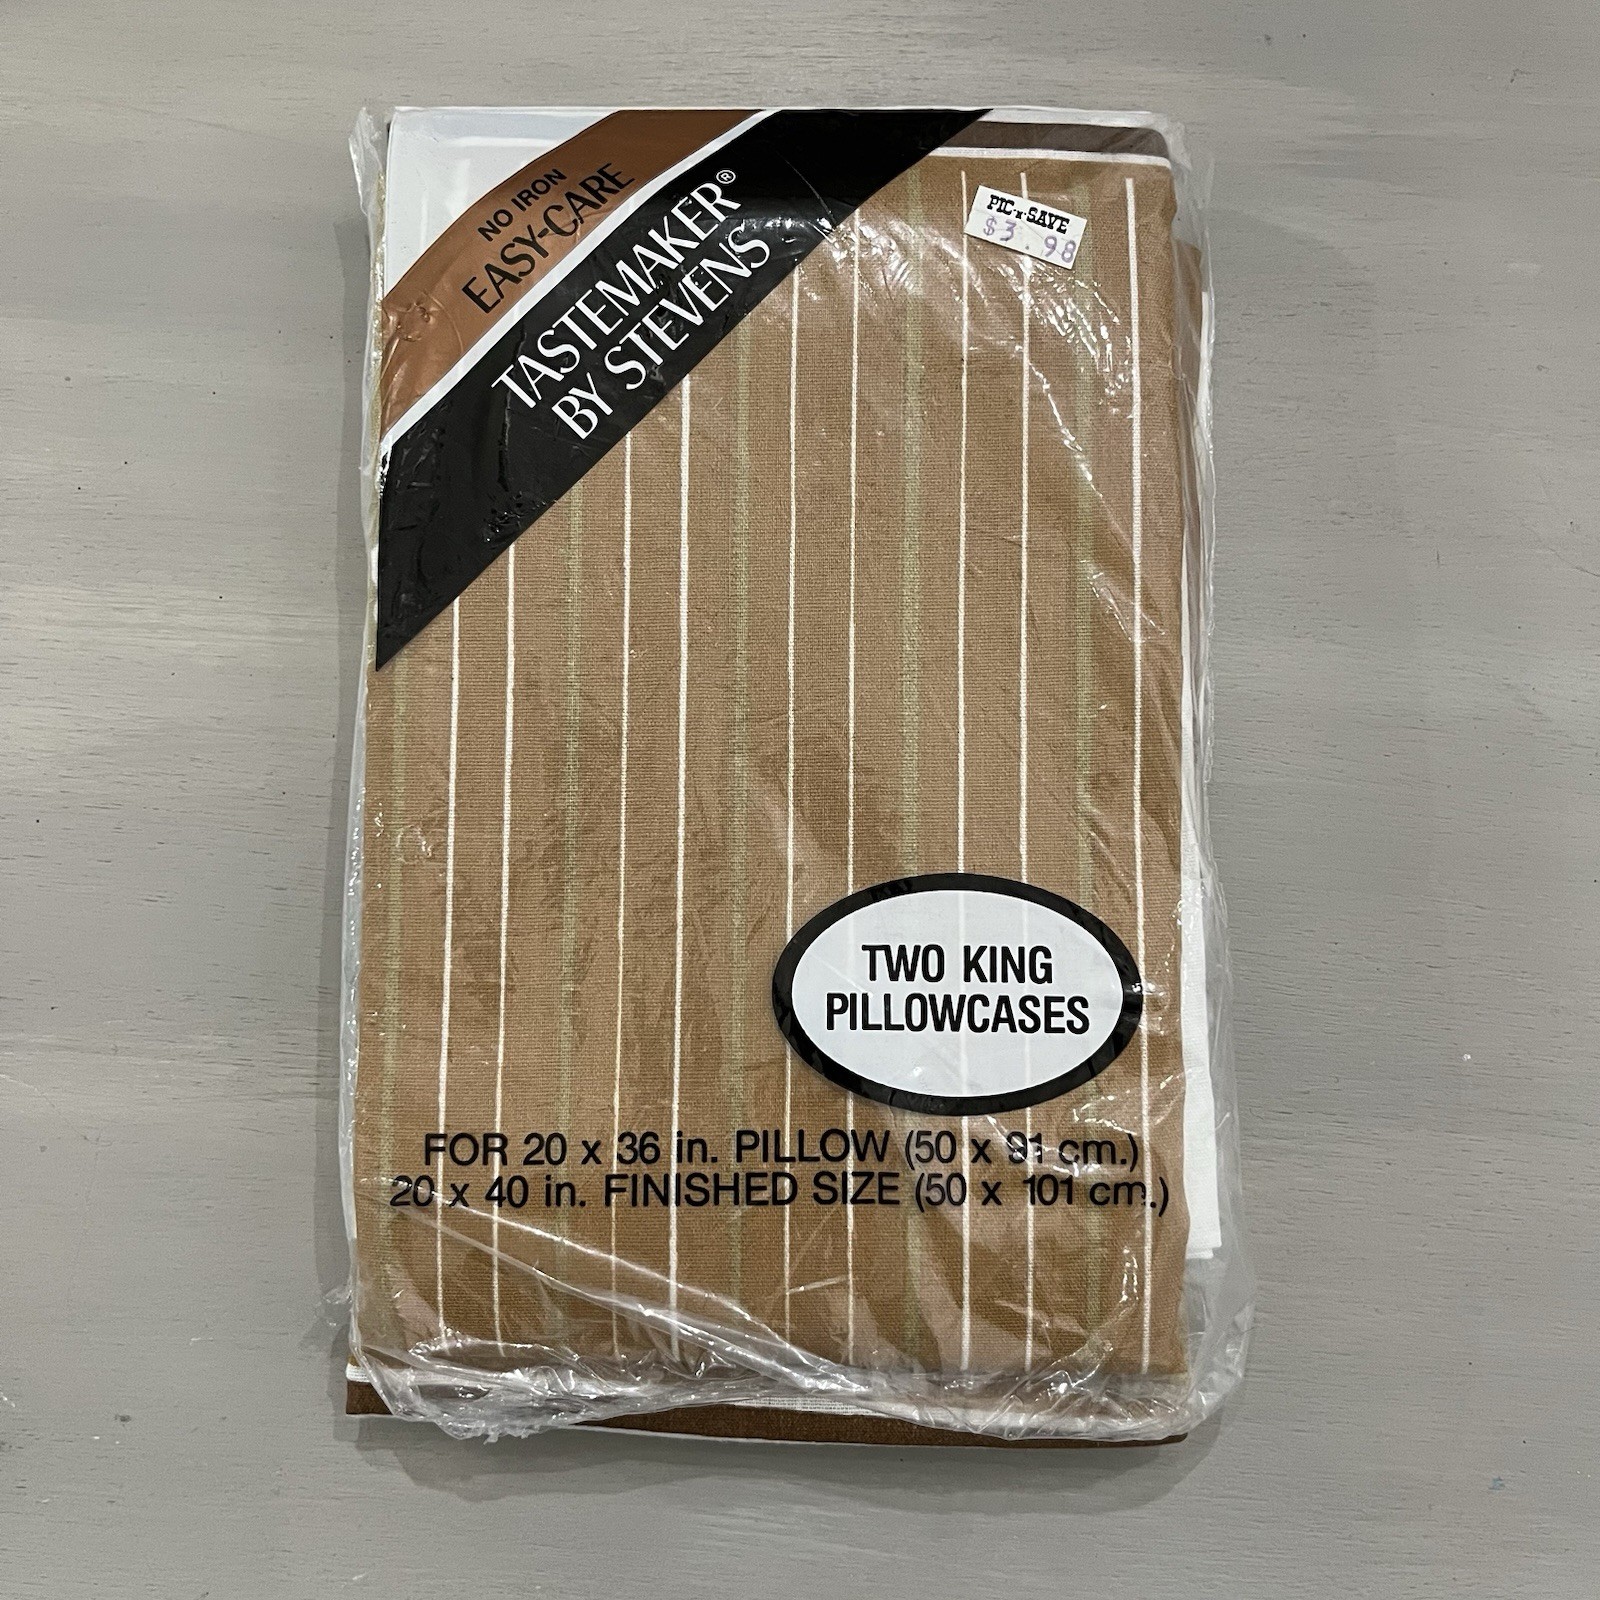 NO IRON
EASY-CARE
TASTEMAKER®
BY STEVENS
PIC-N-SAVE
$3.98
TWO KING
PILLOWCASES
FOR 20 x 36 in. PILLOW (50 x 91 cm.)
20 x 40 in. FINISHED SIZE (50 x 101 cm.)